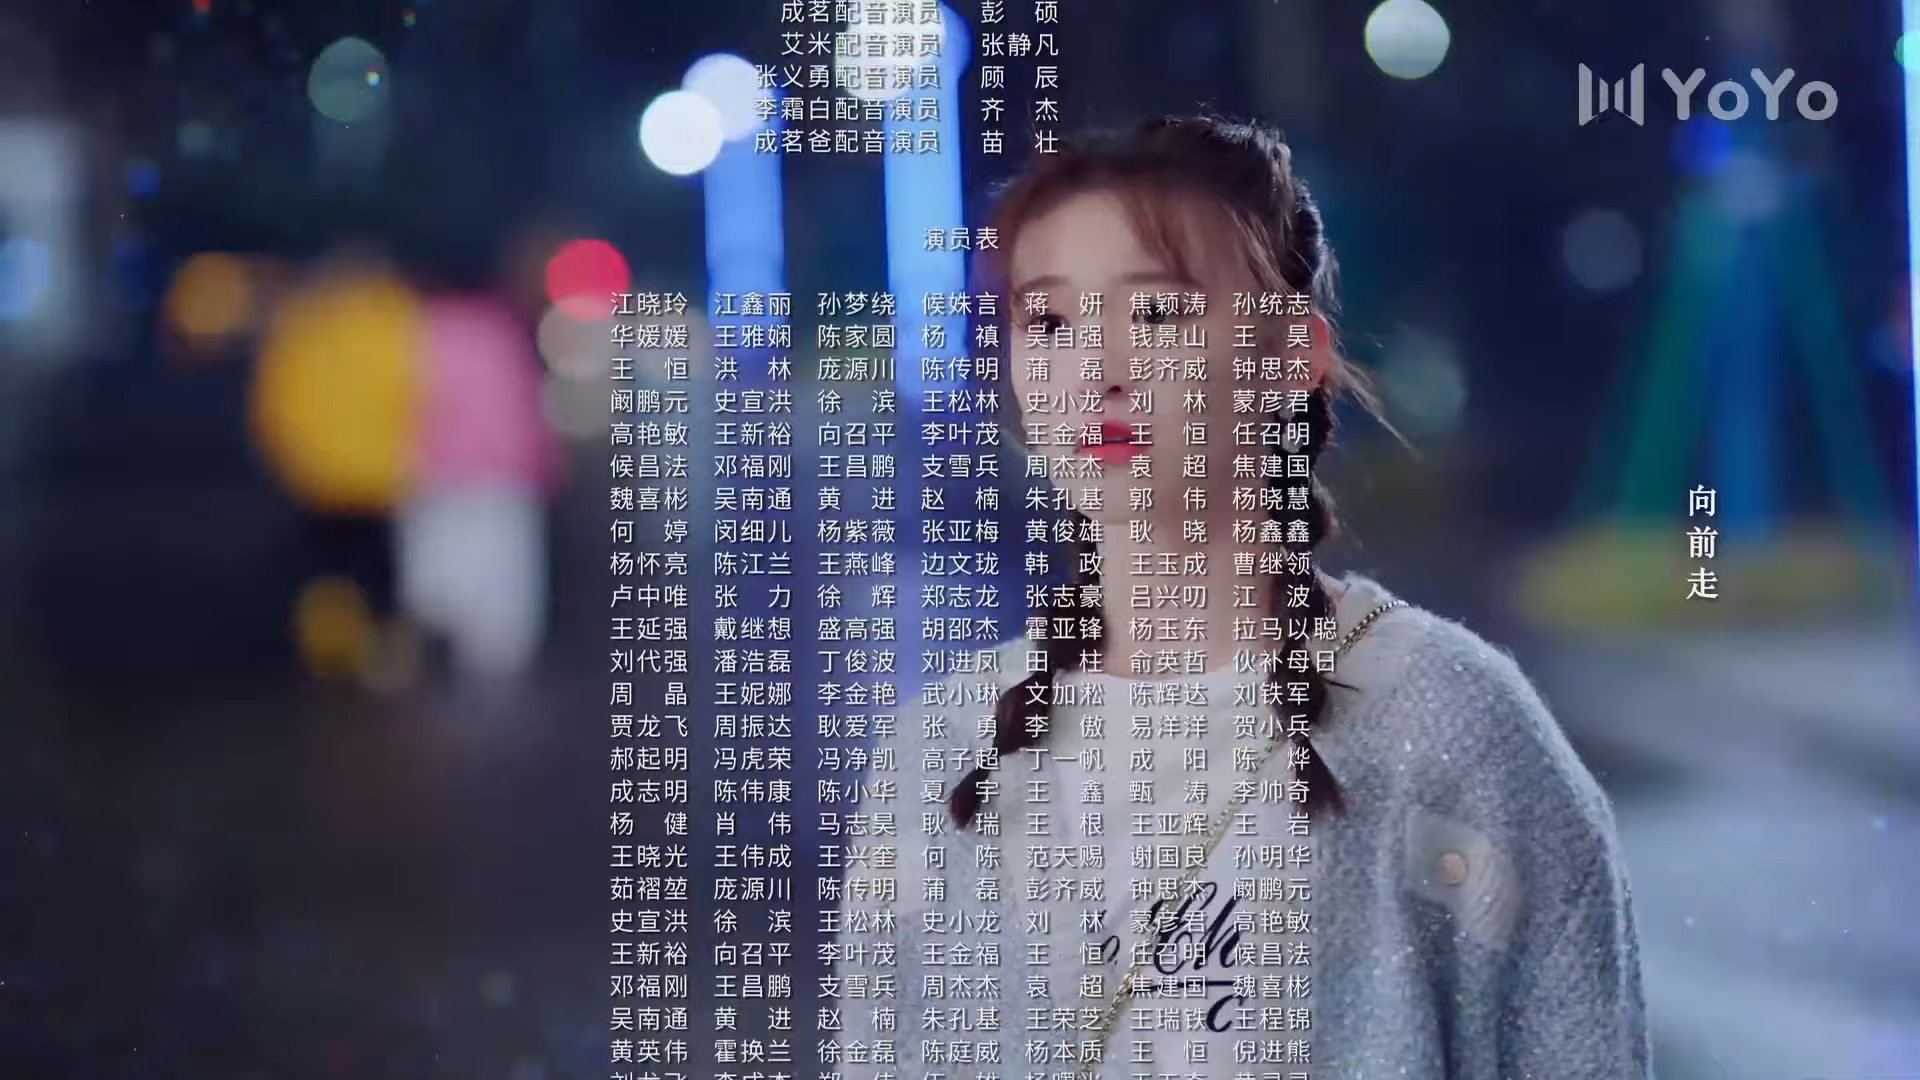 成茗配音演员 彭 硕
艾米配音演员 张静凡
张义勇配音演员 顾 辰
李霜白配音演员 齐 杰
成茗爸配音演员 苗 壮
YoYo
演员表
江晓玲 江鑫丽 孙梦绕 候姝言 蒋 妍 焦颖涛 孙统志
华媛媛 王雅娴 陈家圆 杨 禛 吴自强 钱景山 王 昊
王 恒 洪 林 庞源川 陈传明 蒲 磊 彭齐威 钟思杰
阚鹏元 史宣洪 徐 滨 王松林 史小龙 刘 林 蒙彦君
高艳敏 王新裕 向召平 李叶茂 王金福 王 恒 任召明
候昌法 邓福刚 王昌鹏 支雪兵 周杰杰 袁 超 焦建国
魏喜彬 吴南通 黄 进 赵 楠 朱孔基 郭 伟 杨晓慧
何 婷 闵细儿 杨紫薇 张亚梅 黄俊雄 耿 晓 杨鑫鑫
杨怀亮 陈江兰 王燕峰 边文珑 韩 政 王玉成 曹继领
卢中唯 张 力 徐 辉 郑志龙 张志豪 吕兴叨 江 波
王延强 戴继想 盛高强 胡邵杰 霍亚锋 杨玉东 拉马以聪
刘代强 潘浩磊 丁俊波 刘进凤 田 柱 俞英哲 伙补母日
周 晶 王妮娜 李金艳 武小琳 文加淞 陈辉达 刘铁军
贾龙飞 周振达 耿爱军 张 勇 李 傲 易洋洋 贺小兵
郝起明 冯虎荣 冯净凯 高子超 丁一帆 成 阳 陈 烨
成志明 陈伟康 陈小华 夏 宇 王 鑫 甄 涛 李帅奇
杨 健 肖 伟 马志昊 耿 瑞 王 根 王亚辉 王 岩
王晓光 王伟成 王兴奎 何 陈 范天赐 谢国良 孙明华
茹褶堃 庞源川 陈传明 蒲 磊 彭齐威 钟思杰 阚鹏元
史宣洪 徐 滨 王松林 史小龙 刘 林 蒙彦君 高艳敏
王新裕 向召平 李叶茂 王金福 王 恒 任召明 候昌法
邓福刚 王昌鹏 支雪兵 周杰杰 袁 超 焦建国 魏喜彬
吴南通 黄 进 赵 楠 朱孔基 王荣芝 王瑞铁 王程锦
黄英伟 霍换兰 徐金磊 陈庭威 杨本质 王 恒 倪进熊
向前走